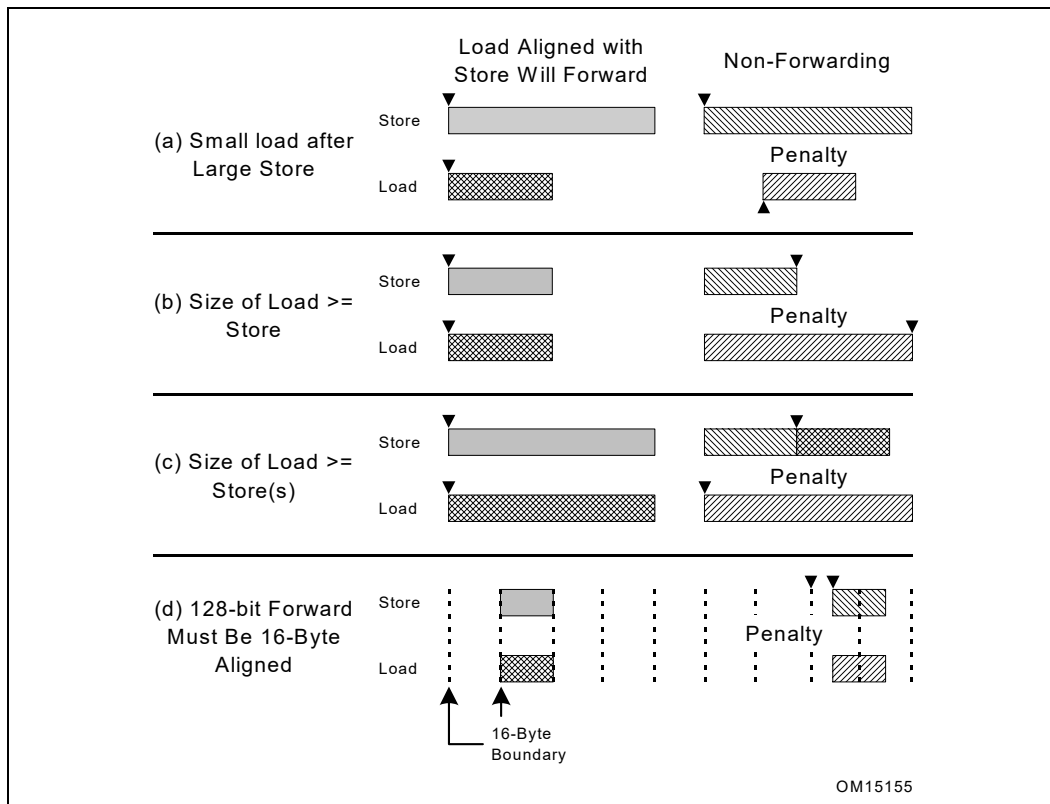 Load Aligned with
Store Will Forward
Non-Forwarding
(a) Small load after
Large Store
Store
Load
Penalty
(b) Size of Load >=
Store
Store
Load
Penalty
(c) Size of Load >=
Store(s)
Store
Load
Penalty
(d) 128-bit Forward
Must Be 16-Byte
Aligned
Store
Load
Penalty
16-Byte
Boundary
OM15155